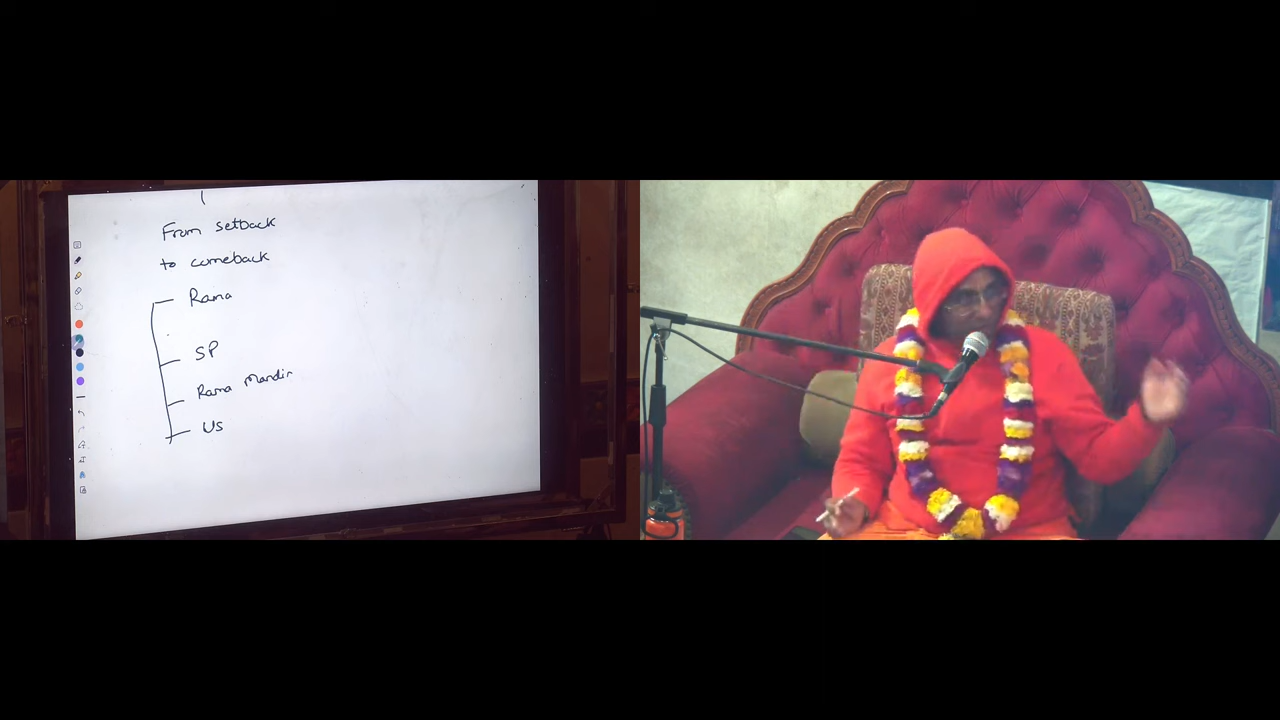 From setback
to comeback
Rama
SP
Rama Mandir
US